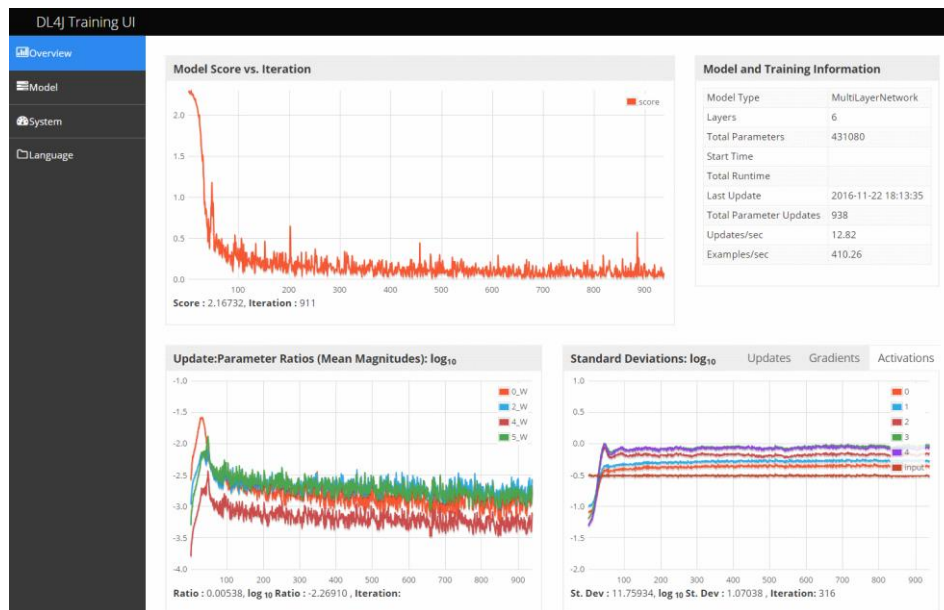 DL4J Training UI
Overview
Model
System
Language
Model Score vs. Iteration
score
2.0
1.5
1.0
0.5
0.0
100 200 300 400 500 600 700 800 900
Score : 2.16732, Iteration : 911
Model and Training Information
Model Type MultiLayerNetwork
Layers 6
Total Parameters 431080
Start Time
Total Runtime
Last Update 2016-11-22 18:13:35
Total Parameter Updates 938
Updates/sec 12.82
Examples/sec 410.26
Update:Parameter Ratios (Mean Magnitudes): log₁₀
-1.0
-1.5
-2.0
-2.5
-3.0
-3.5
-4.0
0_W
2_W
4_W
5_W
100 200 300 400 500 600 700 800 900
Ratio : 0.00538, log ₁₀ Ratio : -2.26910 , Iteration:
Standard Deviations: log₁₀ Updates Gradients Activations
1.0
0.5
0.0
-0.5
-1.0
-1.5
-2.0
0
1
2
3
4
input
100 200 300 400 500 600 700 800 900
St. Dev : 11.75934, log ₁₀ St. Dev : 1.07038 , Iteration: 316